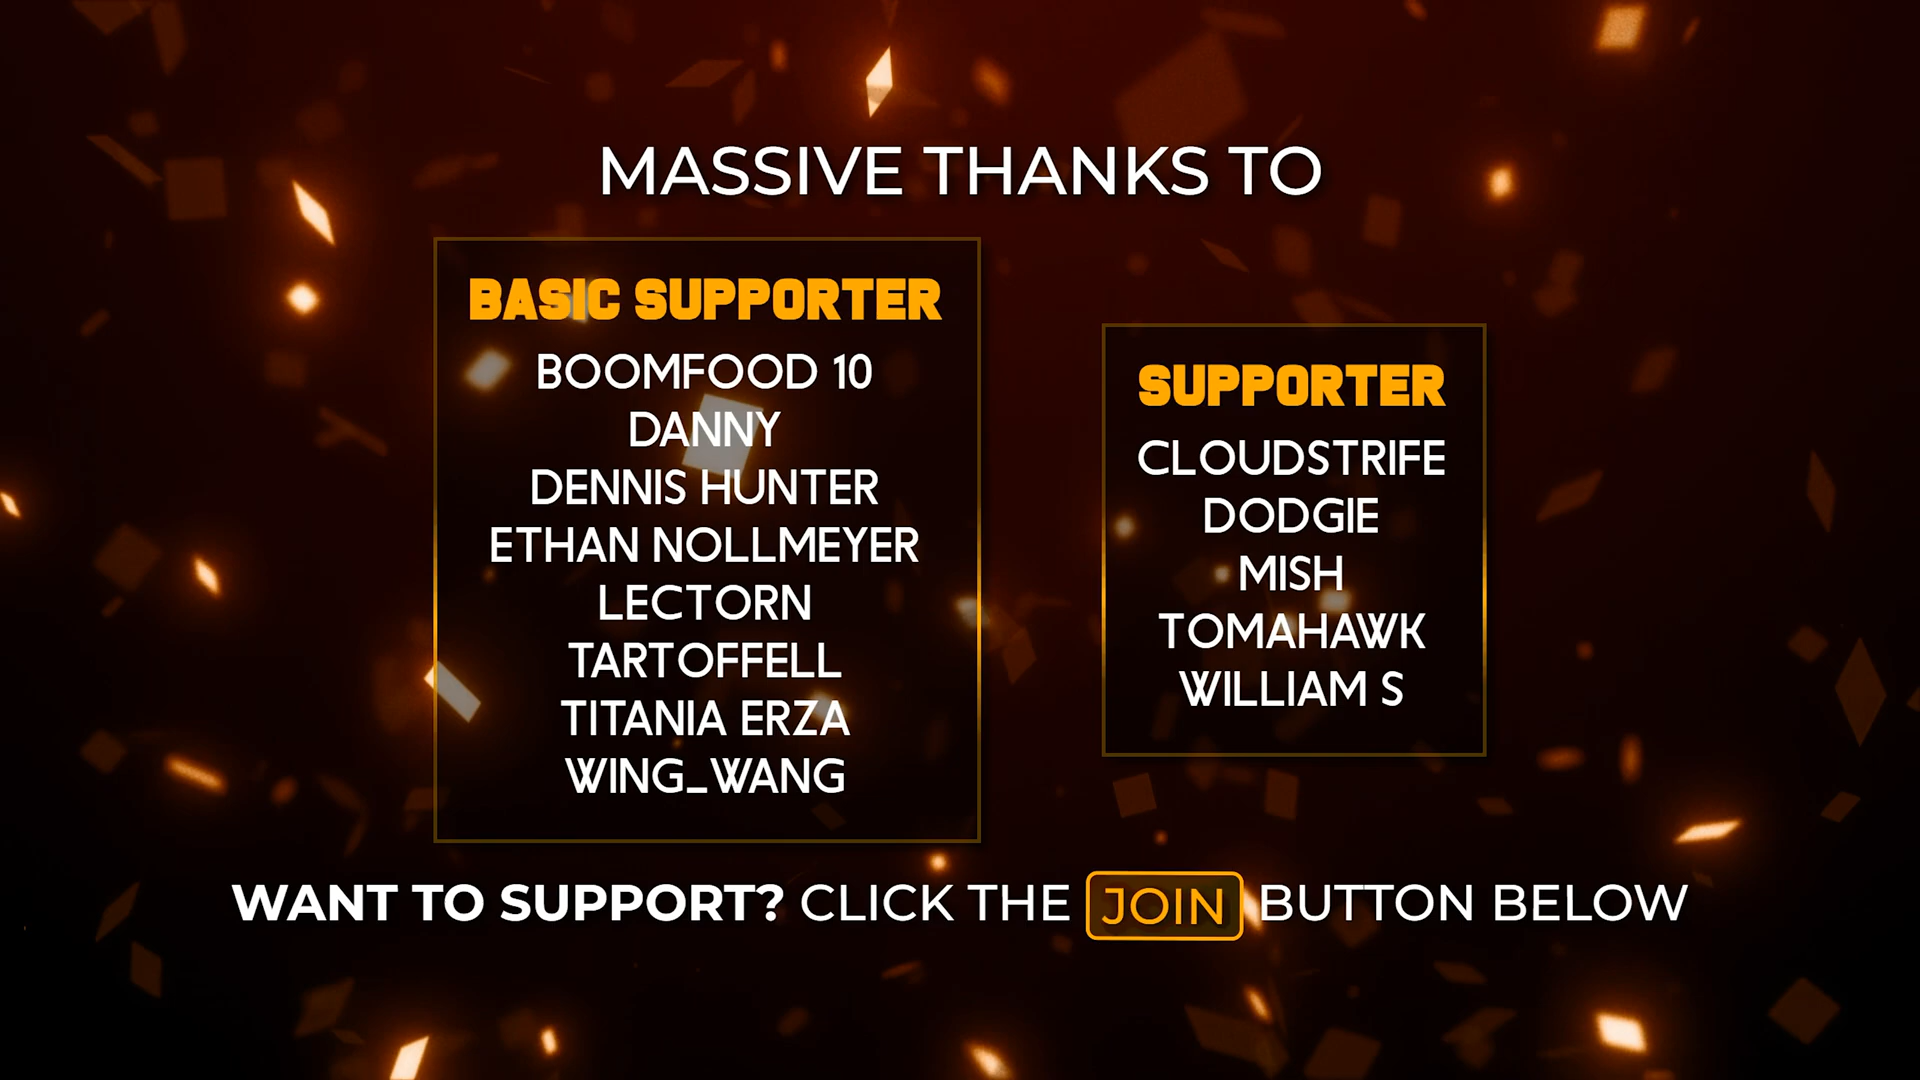 MASSIVE THANKS TO
BASIC SUPPORTER
BOOMFOOD 10
DANNY
DENNIS HUNTER
ETHAN NOLLMEYER
LECTORN
TARTOFFELL
TITANIA ERZA
WING_WANG
SUPPORTER
CLOUDSTRIFE
DODGIE
MISH
TOMAHAWK
WILLIAM S
WANT TO SUPPORT? CLICK THE JOIN BUTTON BELOW